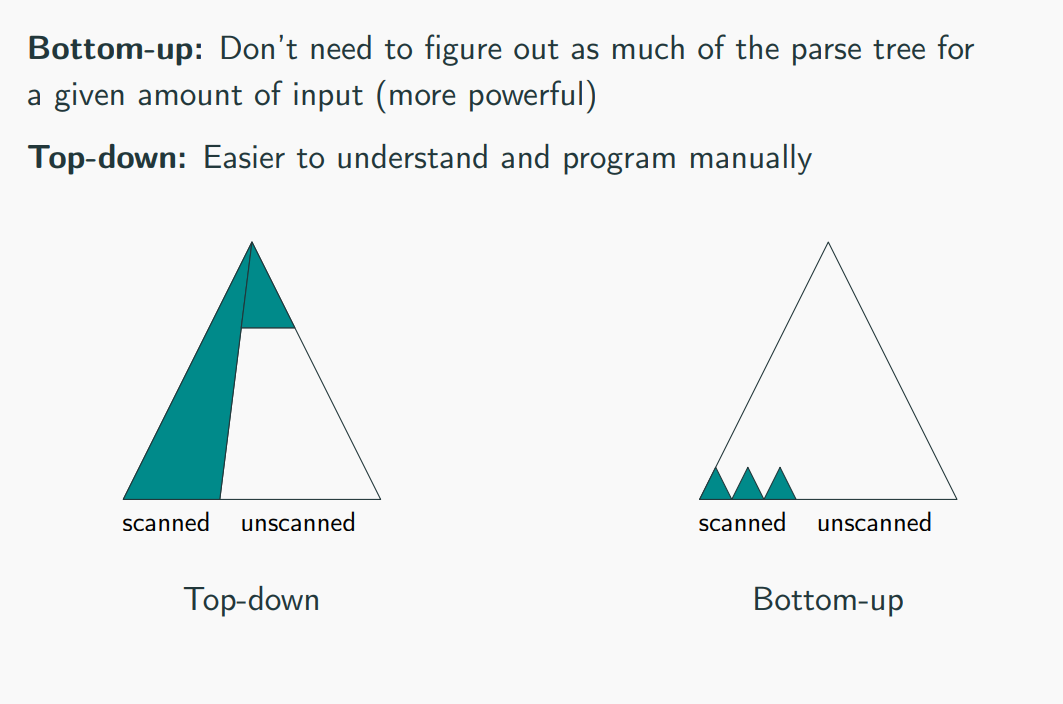 Bottom-up: Don't need to figure out as much of the parse tree for
a given amount of input (more powerful)
Top-down: Easier to understand and program manually
scanned unscanned
Top-down
scanned unscanned
Bottom-up